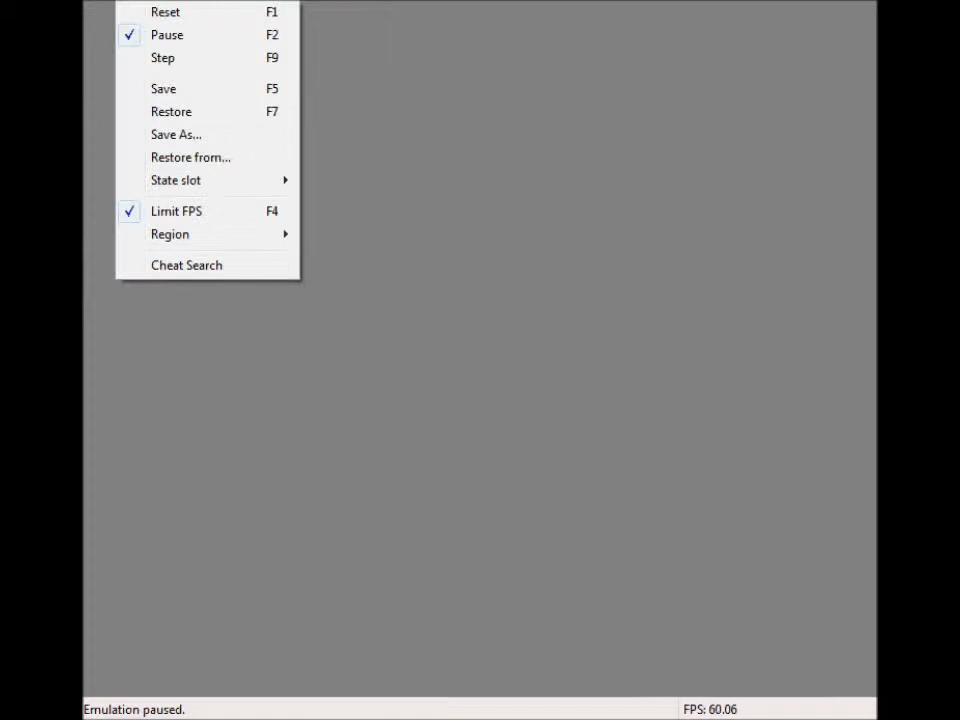 Reset F1
Pause F2
Step F9
Save F5
Restore F7
Save As...
Restore from...
State slot
Limit FPS F4
Region
Cheat Search
Emulation paused. FPS: 60.06